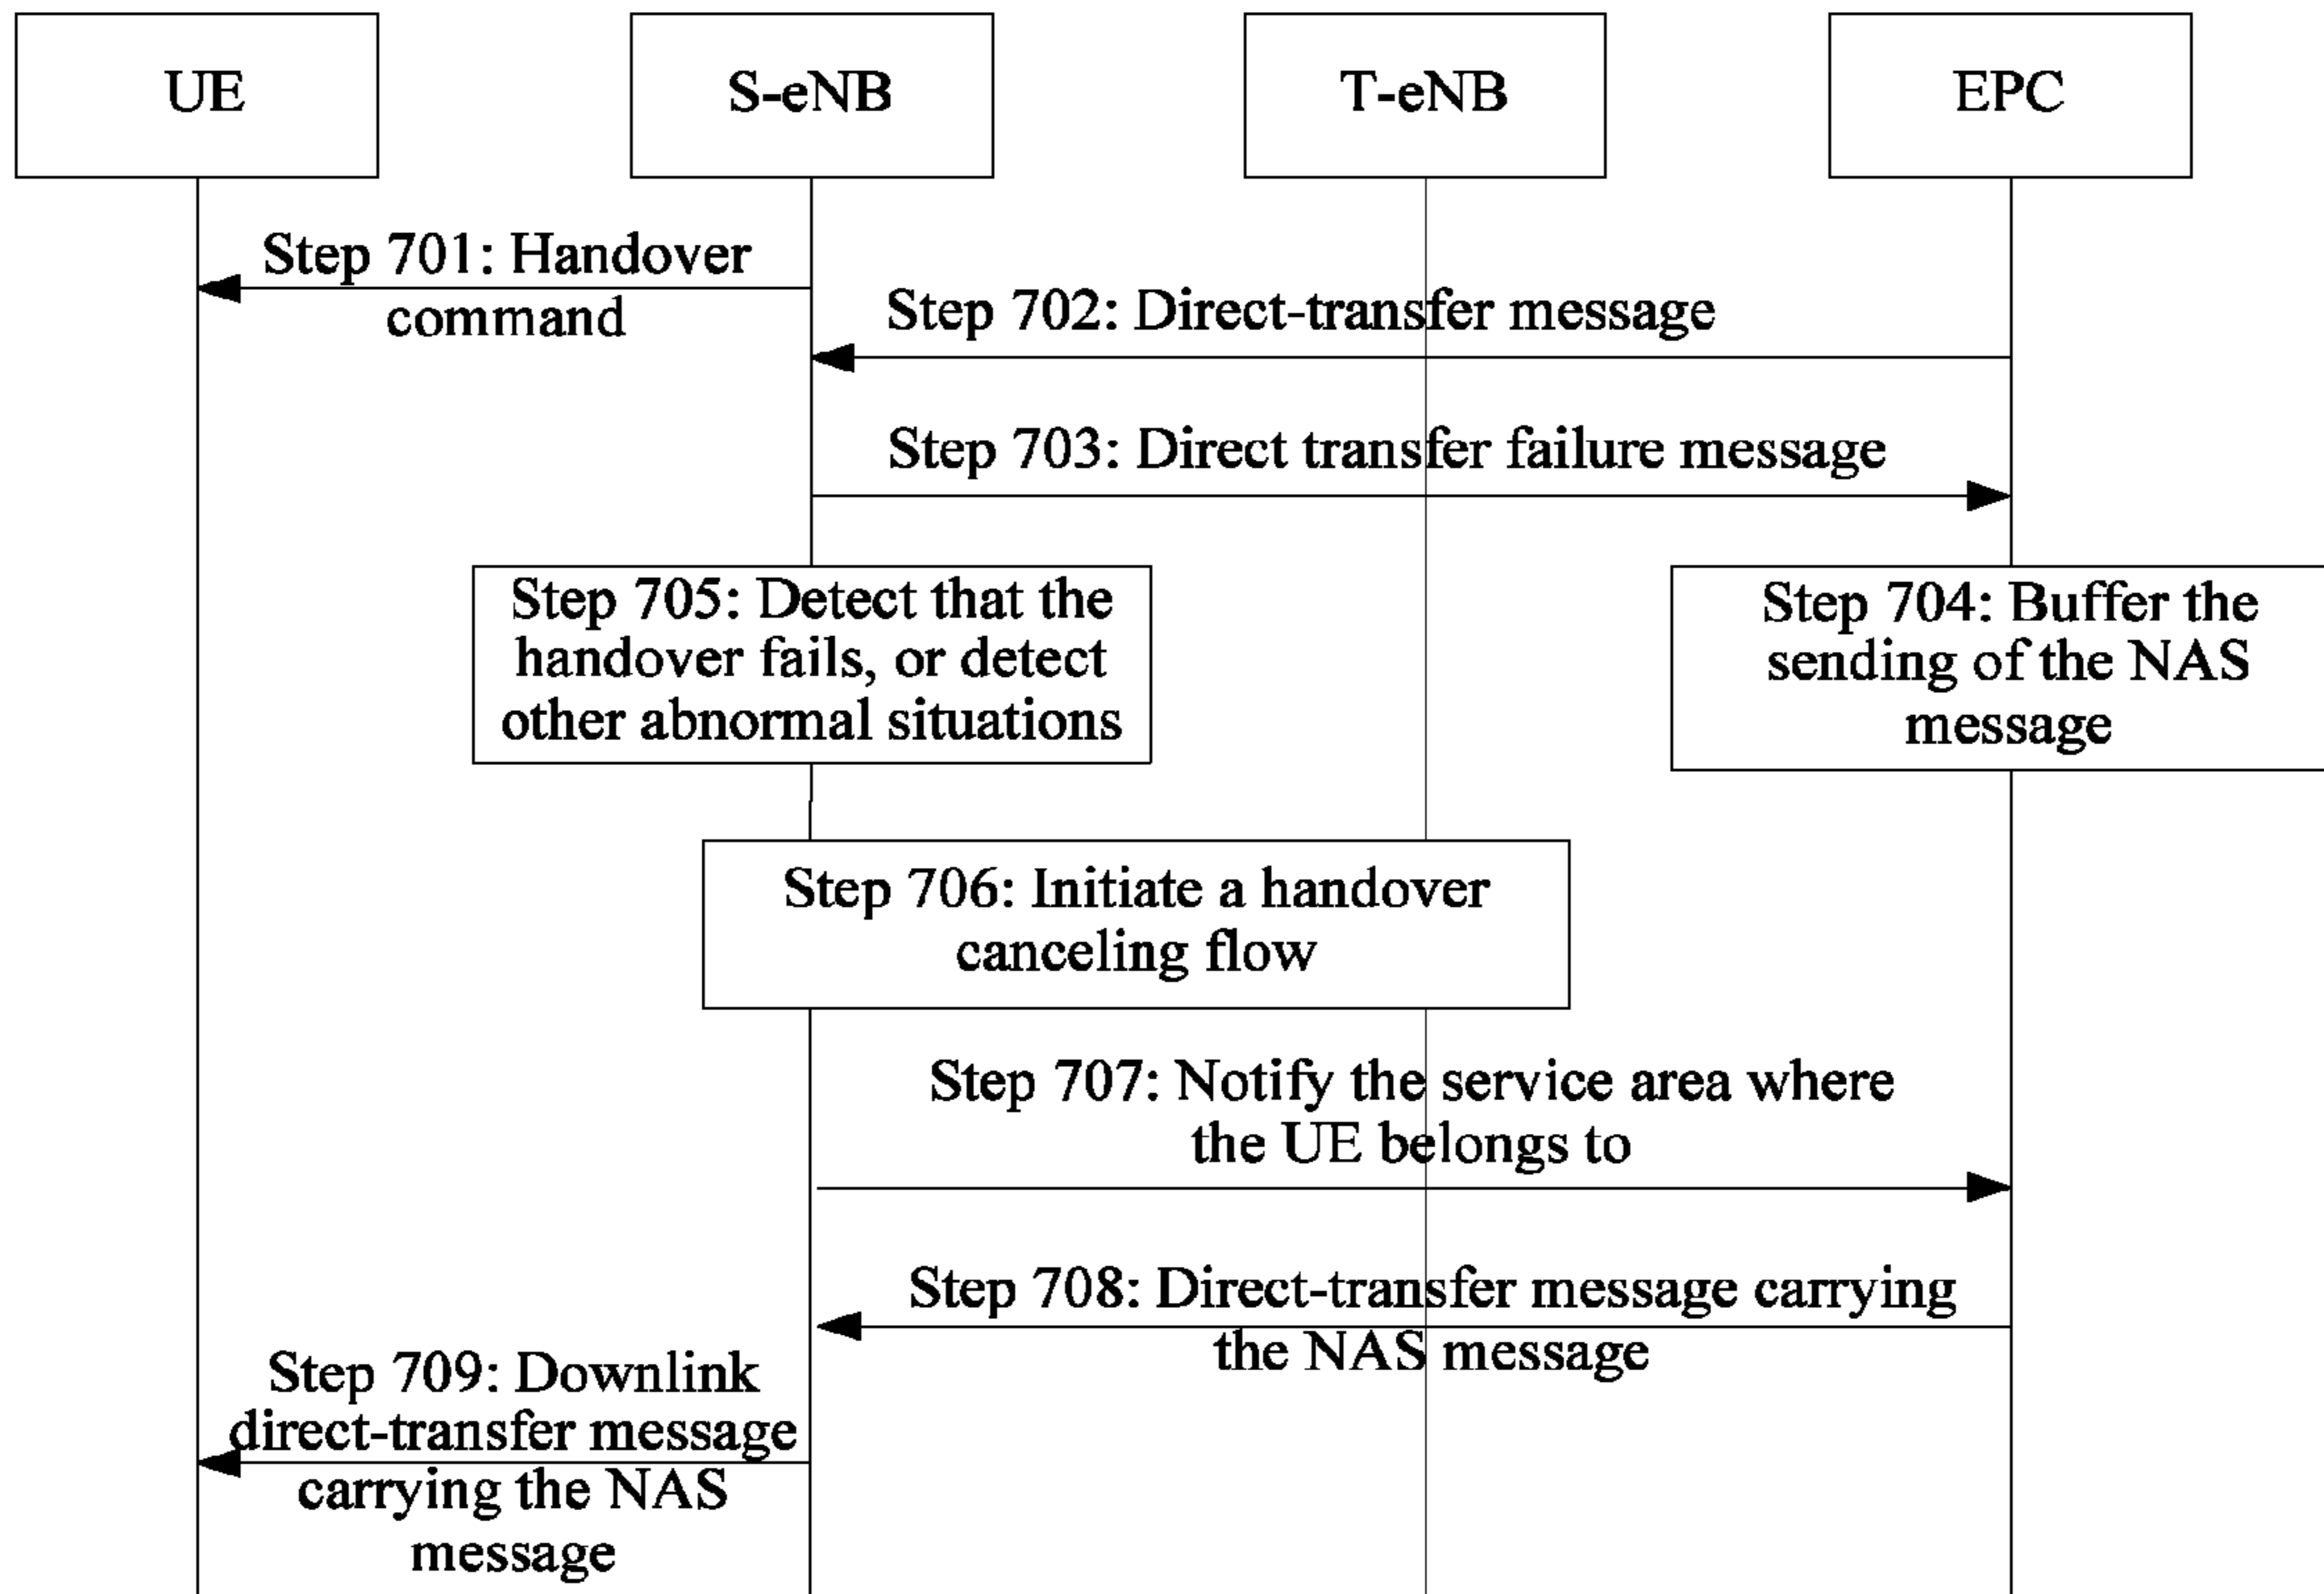 UE
S-eNB
T-eNB
EPC
Step 701: Handover
command
Step 702: Direct-transfer message
Step 703: Direct transfer failure message
Step 705: Detect that the
handover fails, or detect
other abnormal situations
Step 704: Buffer the
sending of the NAS
message
Step 706: Initiate a handover
canceling flow
Step 707: Notify the service area where
the UE belongs to
Step 708: Direct-transfer message carrying
the NAS message
Step 709: Downlink
direct-transfer message
carrying the NAS
message